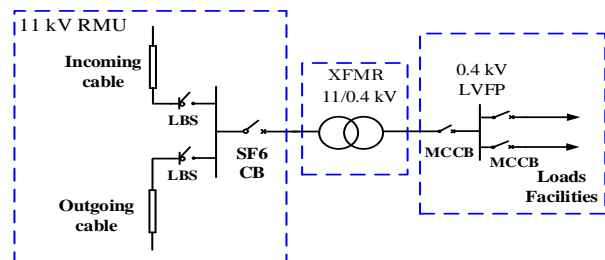 11 kV RMU
Incoming
cable
LBS
SF6
CB
LBS
Outgoing
cable
XFMR
11/0.4 kV
0.4 kV
LVFP
MCCB
MCCB
Loads
Facilities